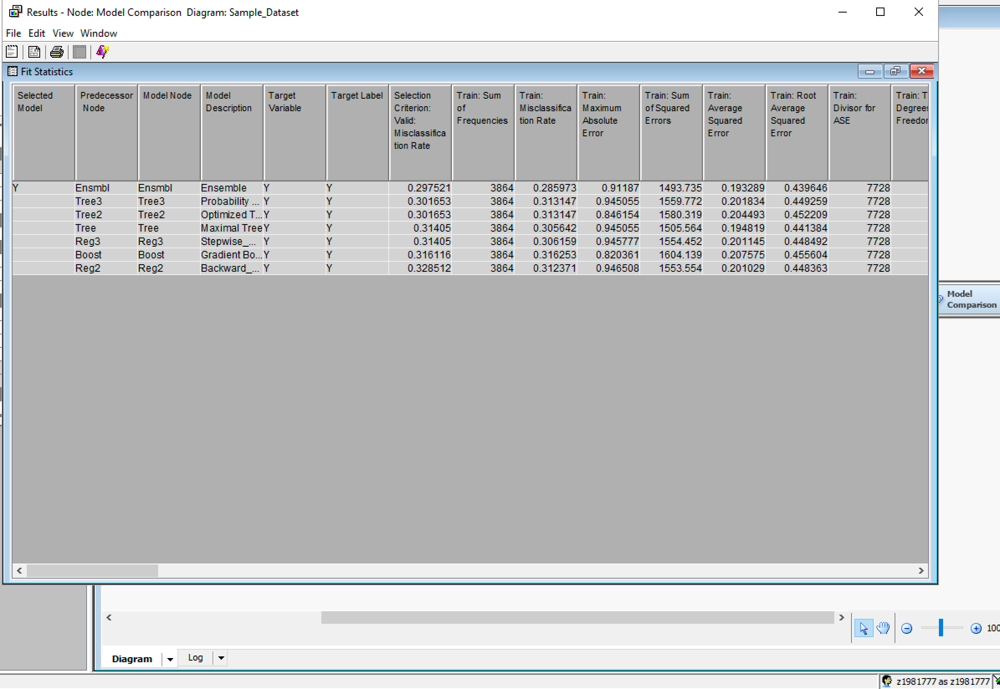 Results - Node: Model Comparison  Diagram: Sample_Dataset
File Edit View Window
Fit Statistics
Selected Model Predecessor Node Model Node Model Description Target Variable Target Label Selection Criterion: Valid: Misclassifica tion Rate Train: Sum of Frequencies Train: Misclassifica tion Rate Train: Maximum Absolute Error Train: Sum of Squared Errors Train: Average Squared Error Train: Root Average Squared Error Train: Divisor for ASE Train: T Degrees Freedor
Y Ensmbl Ensmbl Ensemble Y Y 0.297521 3864 0.285973 0.91187 1493.735 0.193289 0.439646 7728
Tree3 Tree3 Probability ... Y Y 0.301653 3864 0.313147 0.945055 1559.772 0.201834 0.449259 7728
Tree2 Tree2 Optimized T... Y Y 0.301653 3864 0.313147 0.846154 1580.319 0.204493 0.452209 7728
Tree Tree Maximal Tree Y Y 0.31405 3864 0.305642 0.945055 1505.564 0.194819 0.441384 7728
Reg3 Reg3 Stepwise_... Y Y 0.31405 3864 0.306159 0.945777 1554.452 0.201145 0.448492 7728
Boost Boost Gradient Bo... Y Y 0.316116 3864 0.316253 0.820361 1604.139 0.207575 0.455604 7728
Reg2 Reg2 Backward_... Y Y 0.328512 3864 0.312371 0.946508 1553.554 0.201029 0.448363 7728
Model
Comparison
100
Diagram Log
z1981777 as z1981777